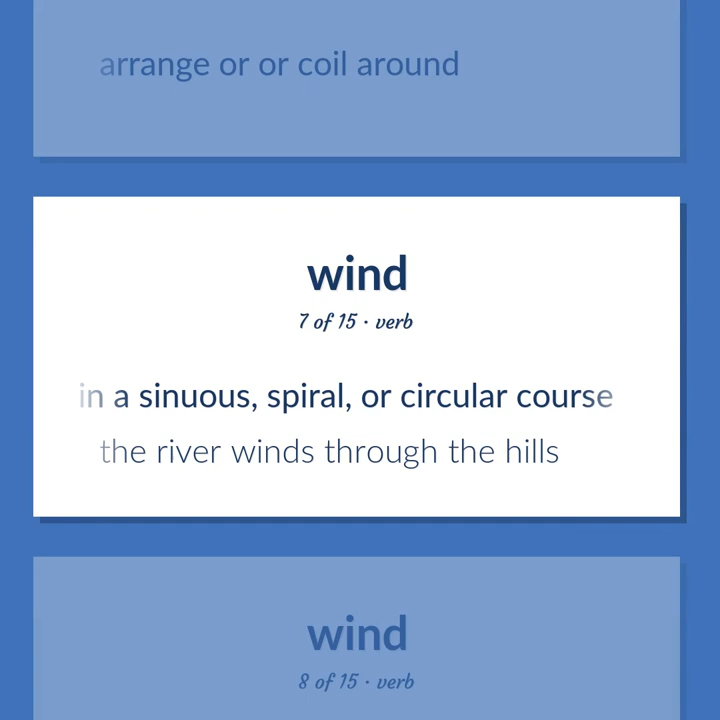 arrange or or coil around
wind
7 of 15 · verb
in a sinuous, spiral, or circular course
the river winds through the hills
wind
8 of 15 · verb